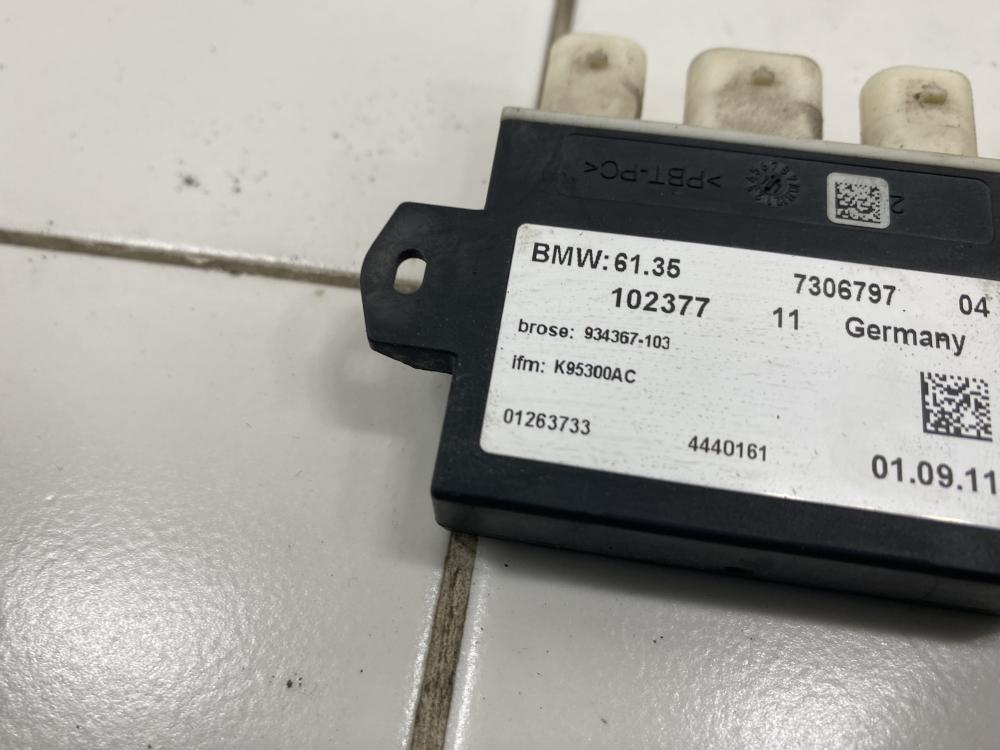 >PBT-PC<
2
BMW: 61.35 7306797 04
102377 11 Germany
brose: 934367-103
ifm: K95300AC
01263733 4440161 01.09.11